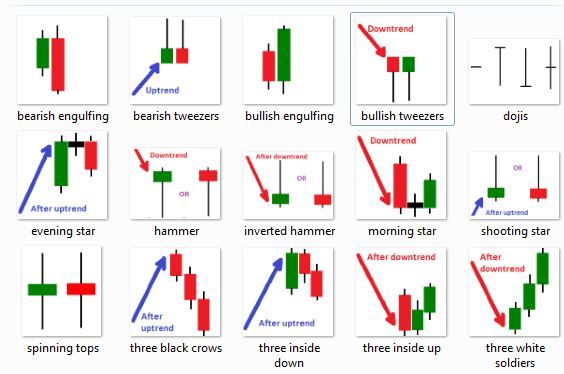 Downtrend
Uptrend
bearish engulfing
bearish tweezers
bullish engulfing
bullish tweezers
dojis
After uptrend
Downtrend
OR
After downtrend
OR
Downtrend
OR
After uptrend
evening star
hammer
inverted hammer
morning star
shooting star
After uptrend
After uptrend
After downtrend
After downtrend
spinning tops
three black crows
three inside down
three inside up
three white soldiers